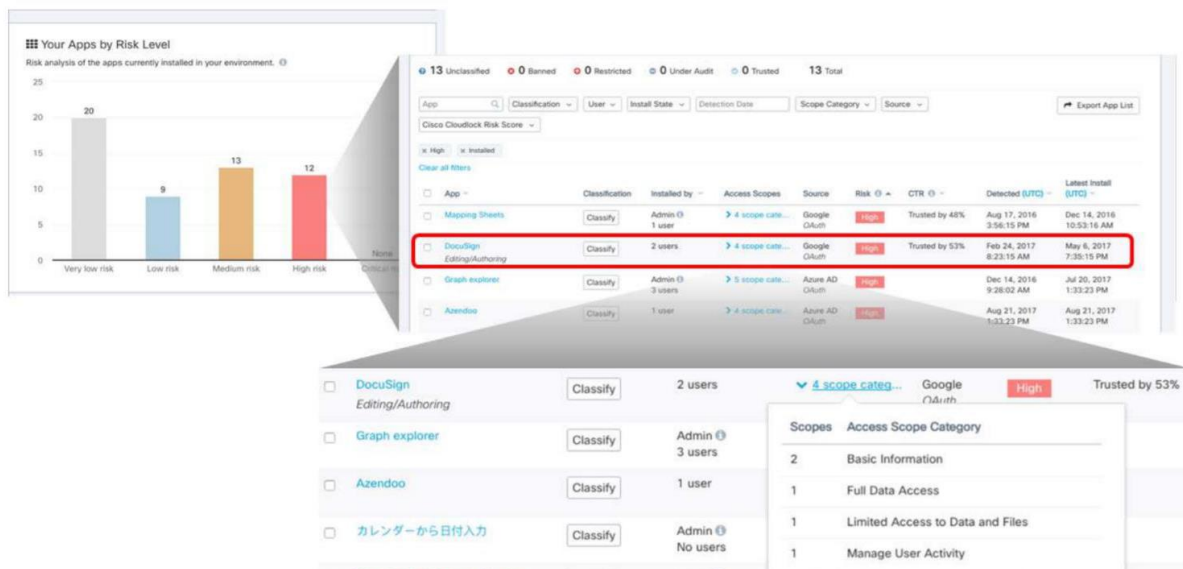 Your Apps by Risk Level
Risk analysis of the apps currently installed in your environment.
25
20
15
10
5
0
20
9
13
12
None
Very low risk
Low risk
Medium risk
High risk
13 Unclassified 0 Banned 0 Restricted 0 Under Audit 0 Trusted 13 Total
App Classification User Install State Detection Date Scope Category Source Export App List
Cisco Cloudlock Risk Score
× High × Installed
Clear all filters
App Classification Installed by Access Scopes Source Risk CTR Detected (UTC) Latest Install (UTC)
Mapping Sheets Classify Admin 4 scope cate... Google High Trusted by 48% Aug 17, 2016 Dec 14, 2016
1 user OAuth 3:56:15 PM 10:53:16 AM
DocuSign Classify 2 users 4 scope cate... Google High Trusted by 53% Feb 24, 2017 May 6, 2017
Editing/Authoring OAuth 8:23:15 AM 7:35:15 PM
Graph explorer Classify Admin 5 scope cate... Azure AD High Dec 14, 2016 Jul 20, 2017
3 users OAuth 9:28:02 AM 1:33:23 PM
Azendoo Classify 1 user 4 scope cate... Azure AD High Aug 21, 2017 Aug 21, 2017
OAuth 1:33:23 PM 1:33:23 PM
DocuSign Classify 2 users 4 scope categ... Google High Trusted by 53%
Editing/Authoring OAuth
Graph explorer Classify Admin
3 users
Azendoo Classify 1 user
カレンダーから日付入力 Classify Admin
No users
Scopes Access Scope Category
2 Basic Information
1 Full Data Access
1 Limited Access to Data and Files
1 Manage User Activity